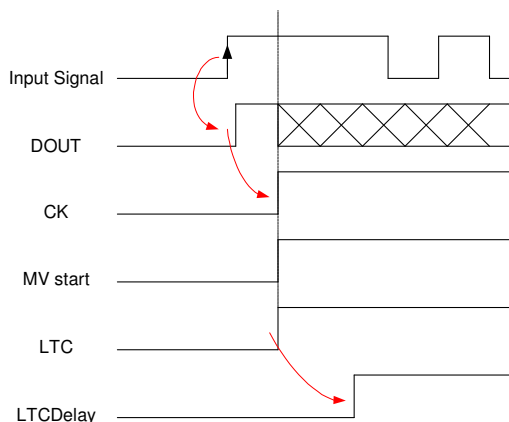 Input Signal
DOUT
CK
MV start
LTC
LTCDelay